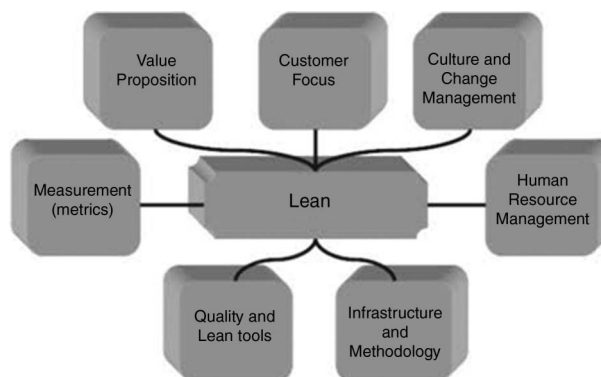 Value
Proposition
Customer
Focus
Culture and
Change
Management
Measurement
(metrics)
Lean
Human
Resource
Management
Quality and
Lean tools
Infrastructure
and
Methodology